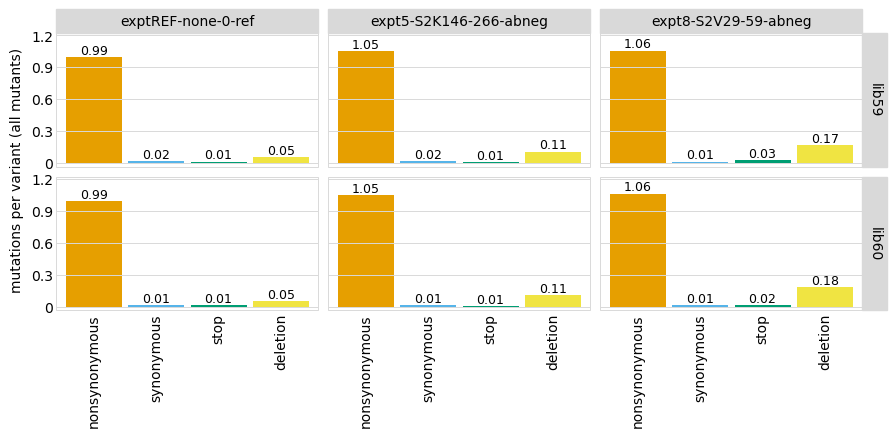 exptREF-none-0-ref expt5-S2K146-266-abneg expt8-S2V29-59-abneg
mutations per variant (all mutants)
1.2
0.9
0.6
0.3
0
0.99 0.02 0.01 0.05
1.05 0.02 0.01 0.11
1.06 0.01 0.03 0.17
lib59
1.2
0.9
0.6
0.3
0
0.99 0.01 0.01 0.05
1.05 0.01 0.01 0.11
1.06 0.01 0.02 0.18
lib60
nonsynonymous synonymous stop deletion
nonsynonymous synonymous stop deletion
nonsynonymous synonymous stop deletion